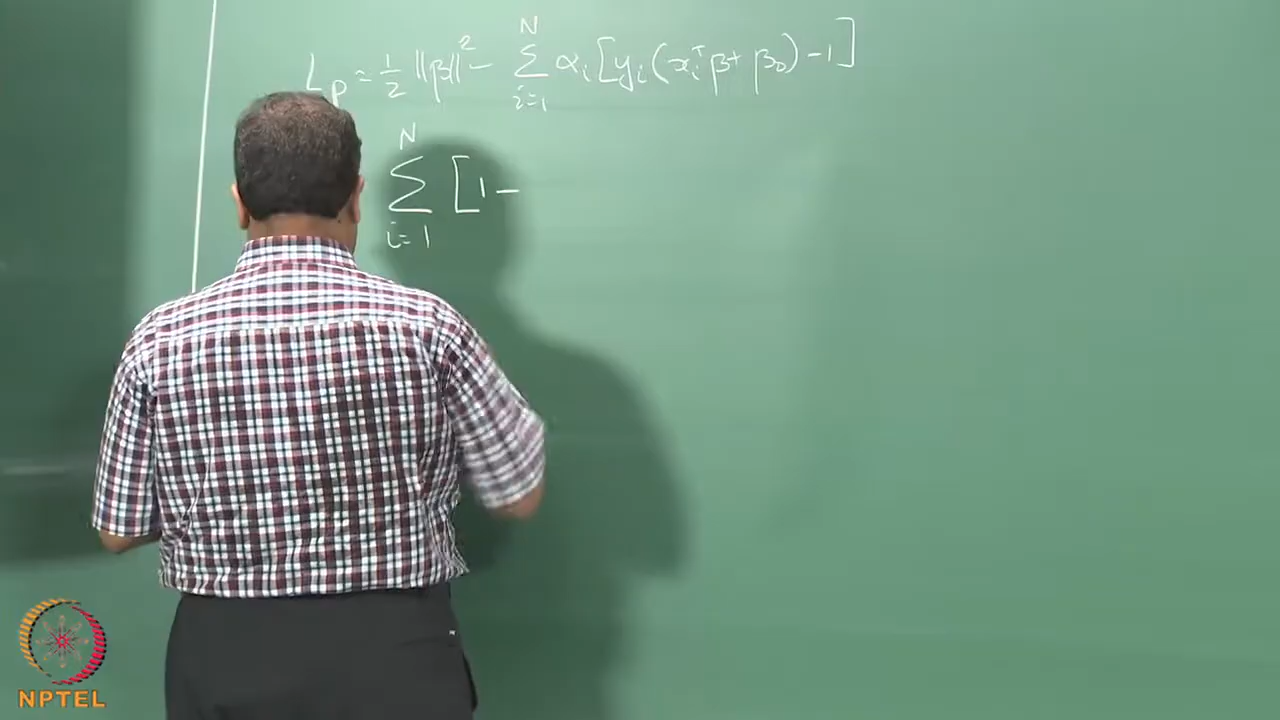 L_P = 1/2 ||β||² - Σ_{i=1}^{N} α_i [y_i (x_i^T β + β_0) - 1]
Σ_{i=1}^{N} [1 -
NPTEL